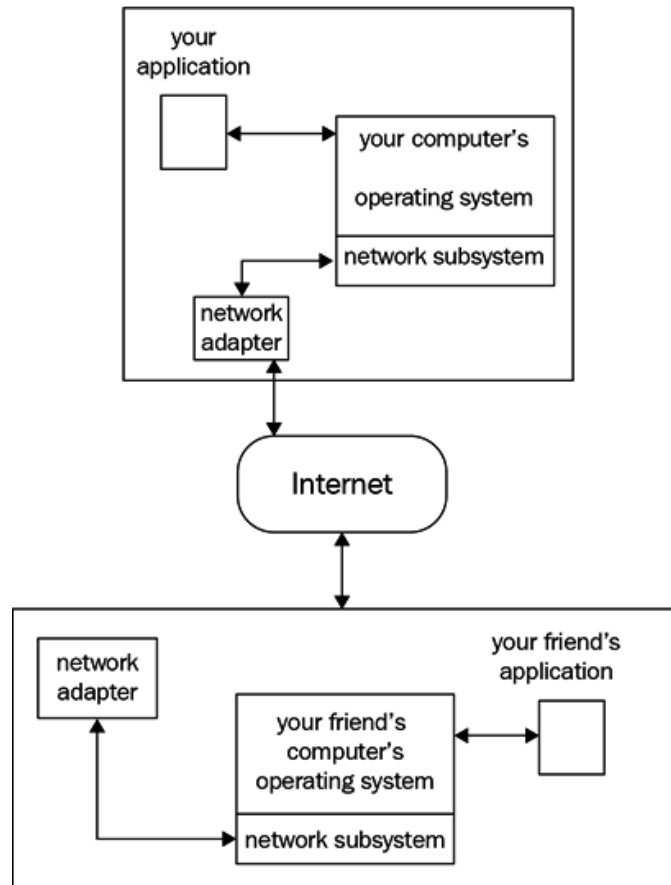 your
application
your computer's
operating system
network subsystem
network
adapter
Internet
network
adapter
your friend's
application
your friend's
computer's
operating system
network subsystem